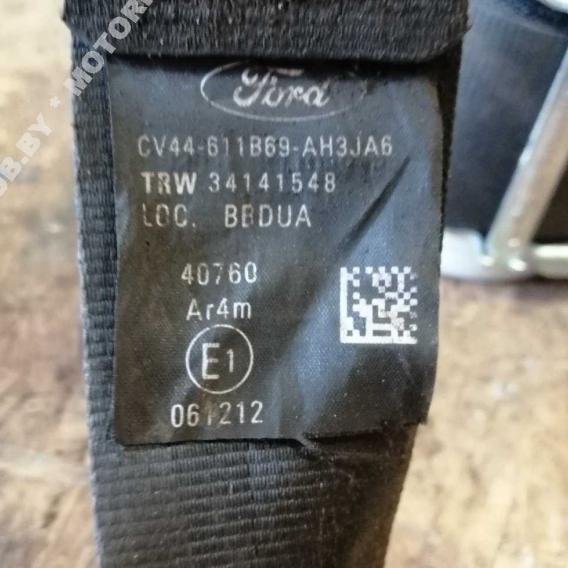 Ford
CV44-611B69-AH3JA6
TRW 34141548
LOC. BBDUA
40760
Ar4m
E1
061212